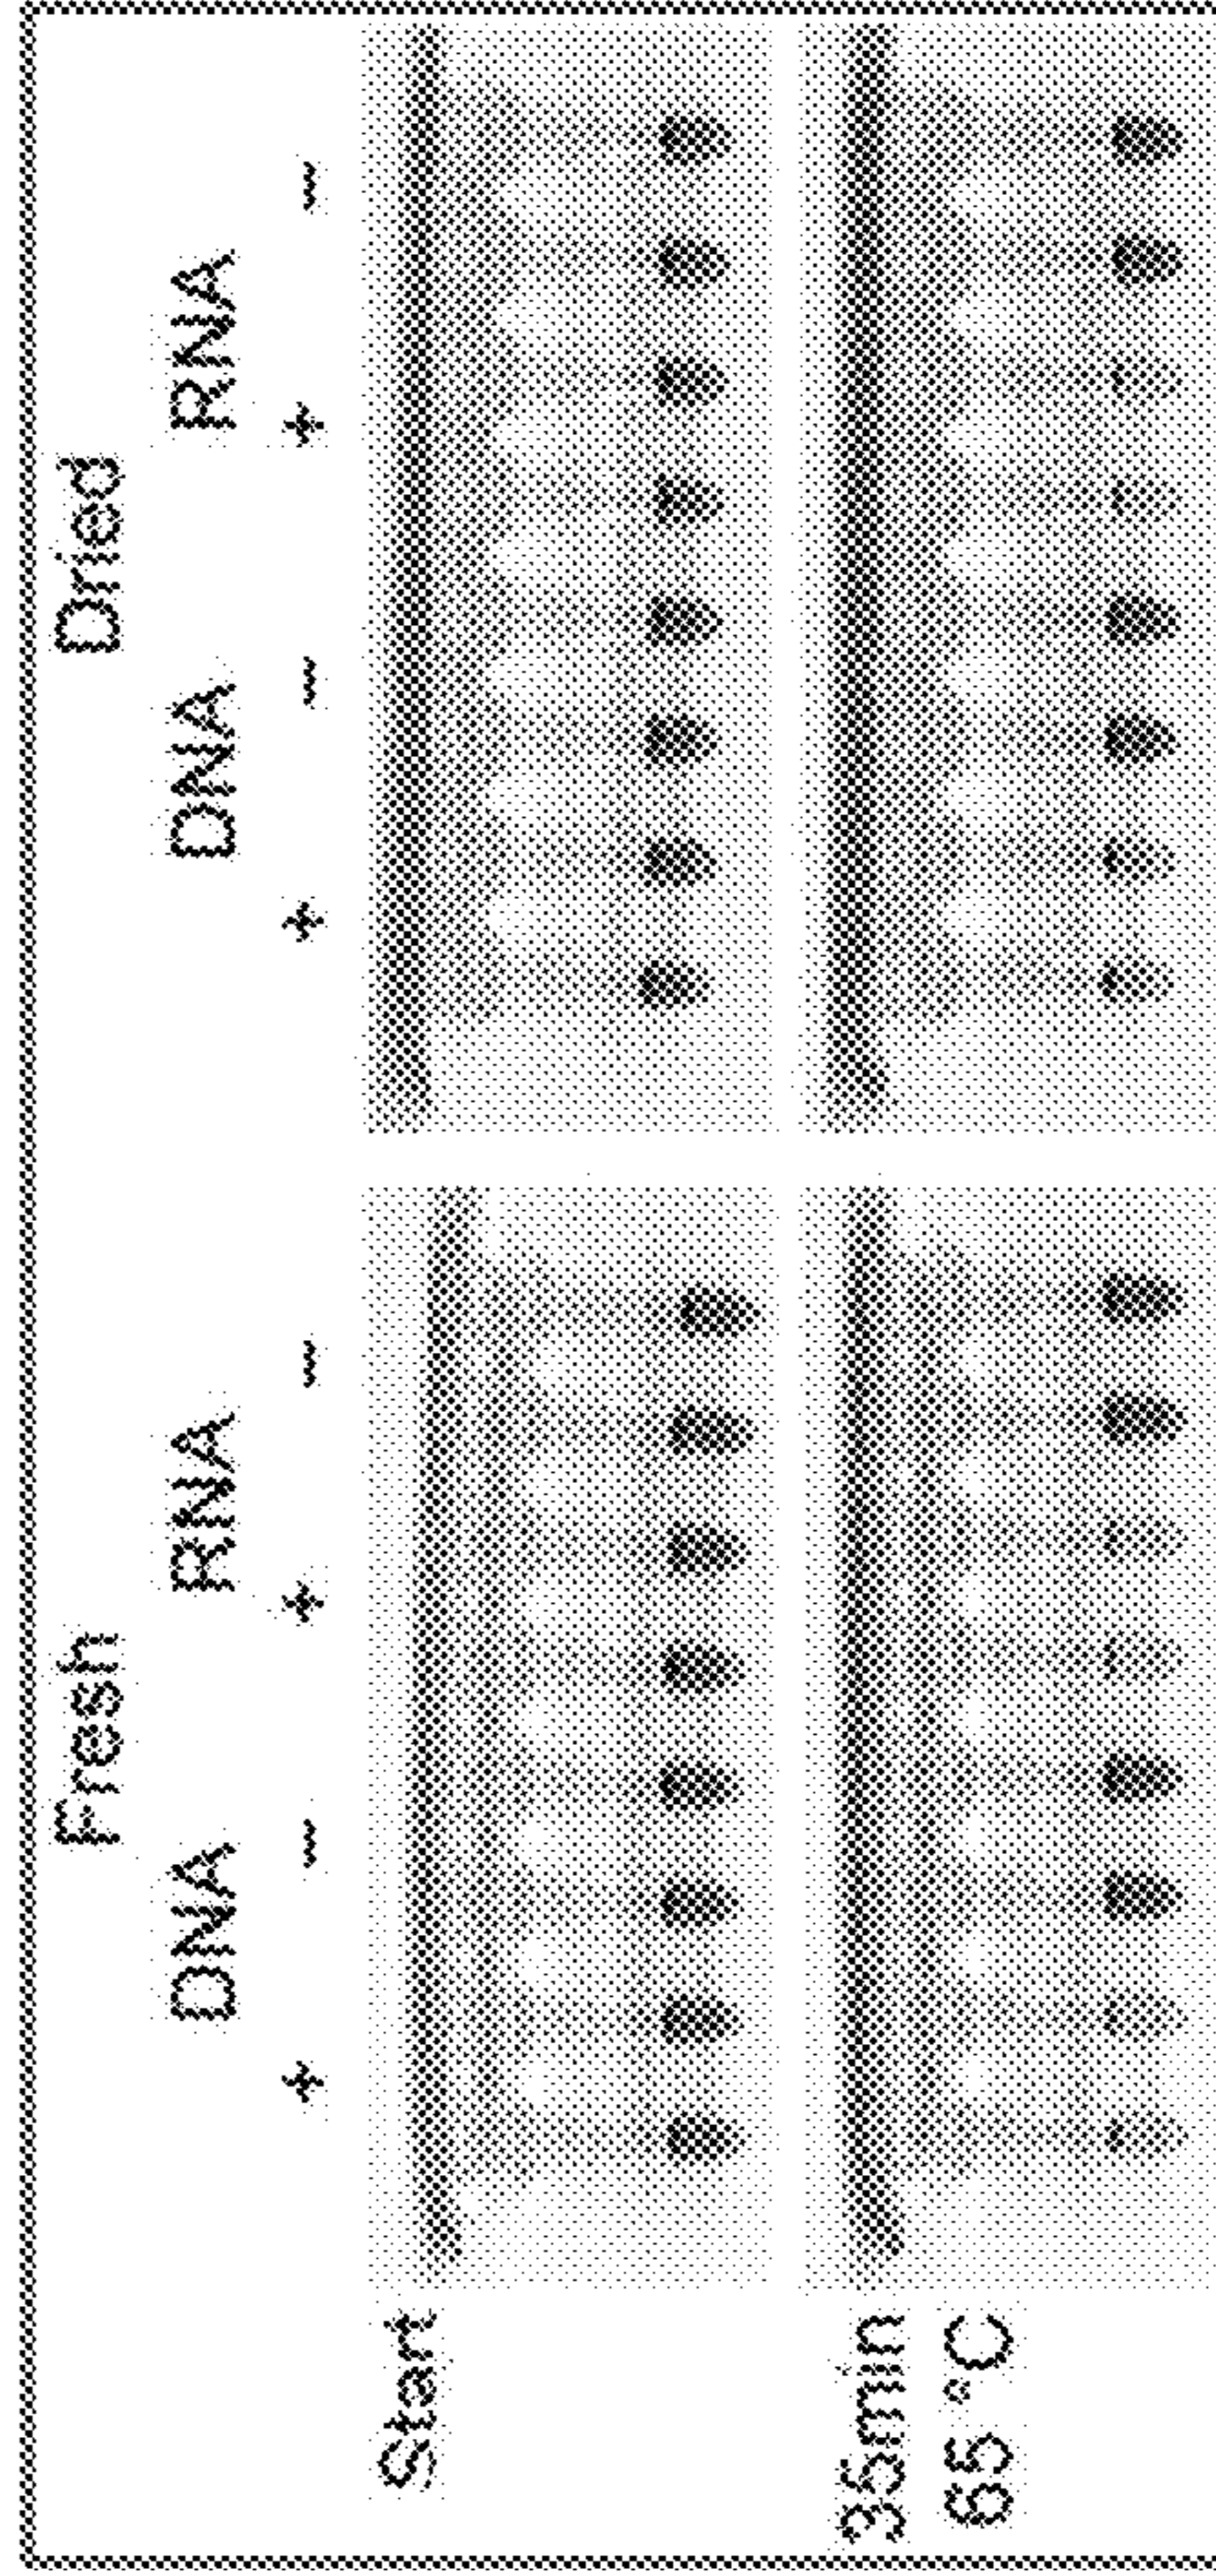 Fresh Dried
DNA RNA DNA RNA
+ - + - + - + -
Start
35min
65 °C